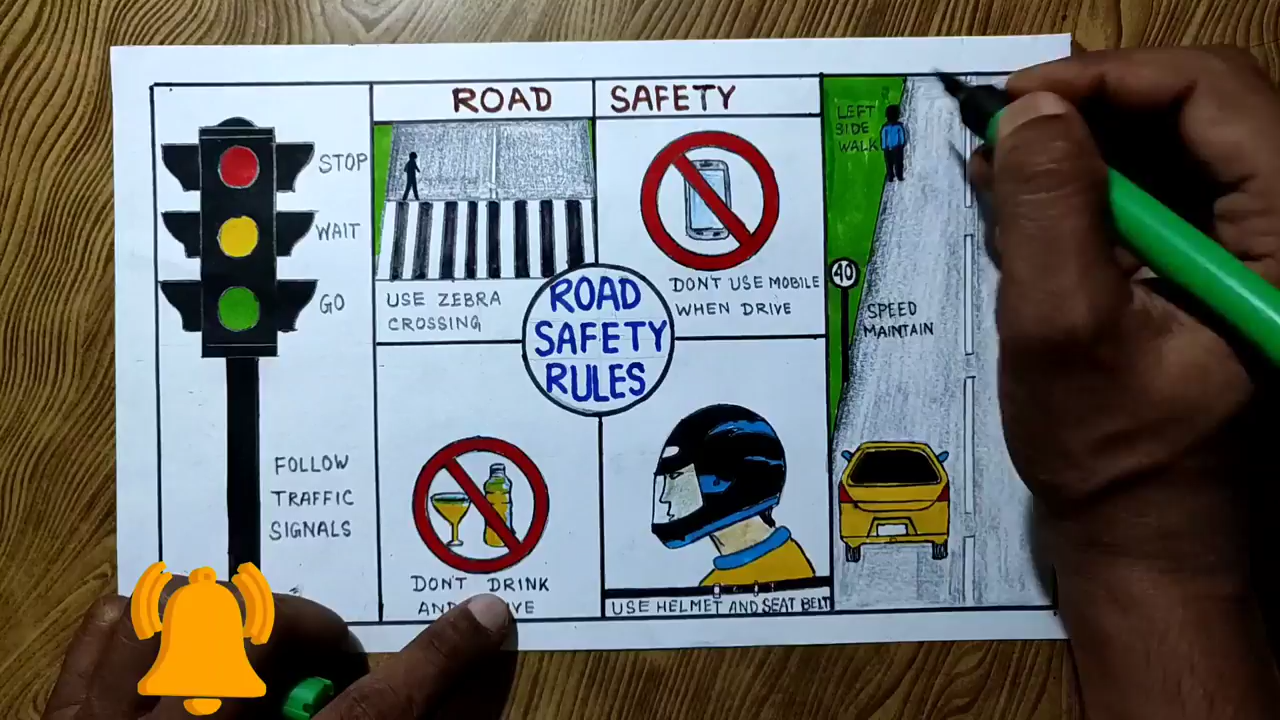 ROAD SAFETY
STOP
WAIT
GO
FOLLOW
TRAFFIC
SIGNALS
USE ZEBRA
CROSSING
DON'T USE MOBILE
WHEN DRIVE
ROAD
SAFETY
RULES
DON'T DRINK
USE HELMET AND SEAT BELT
LEFT
SIDE
WALK
40
SPEED
MAINTAIN